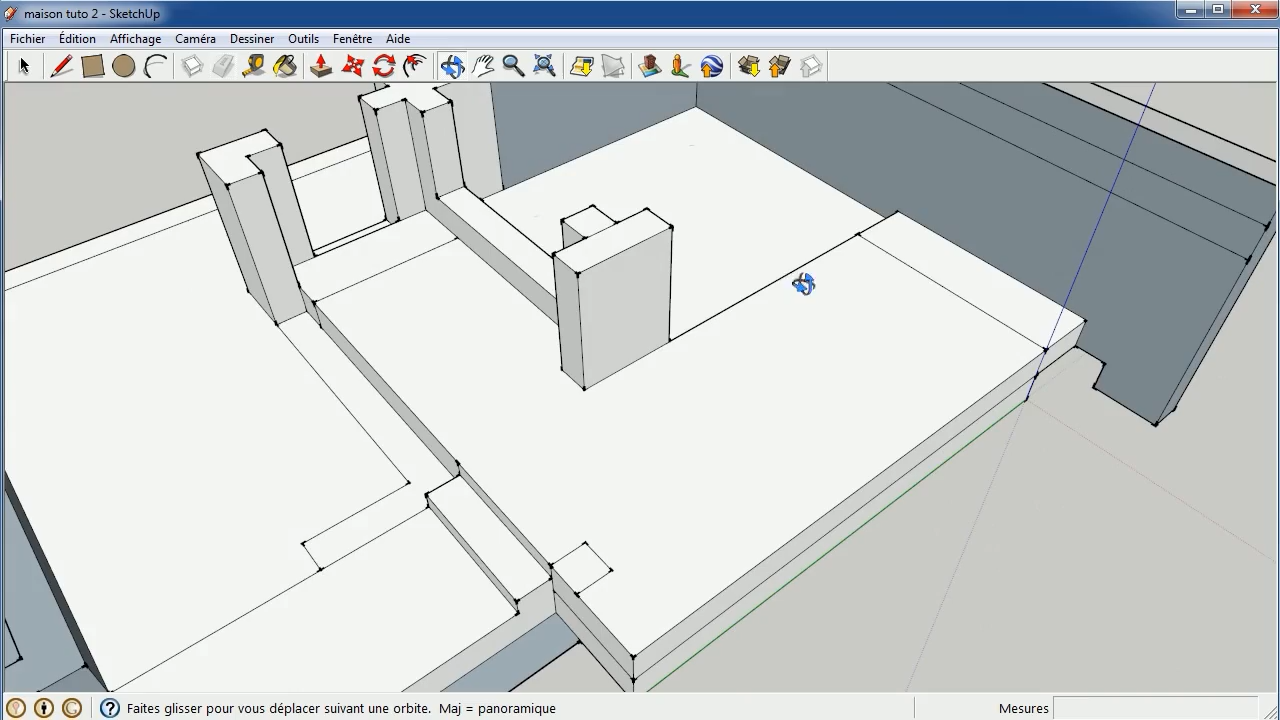 maison tuto 2 - SketchUp
Fichier Édition Affichage Caméra Dessiner Outils Fenêtre Aide
Faites glisser pour vous déplacer suivant une orbite. Maj = panoramique
Mesures